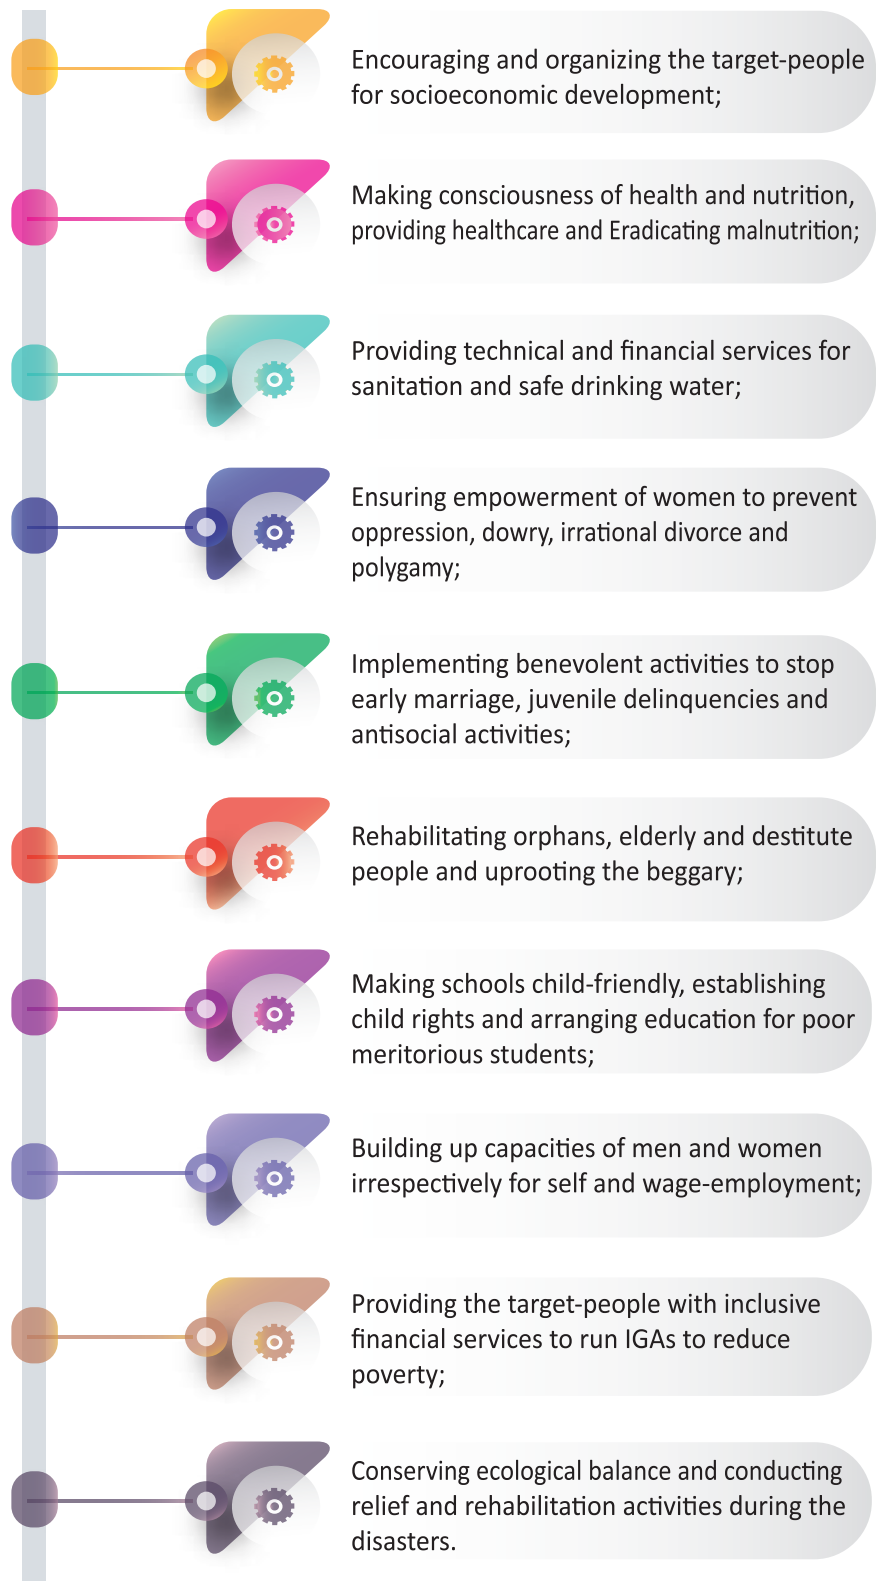 Encouraging and organizing the target-people
for socioeconomic development;
Making consciousness of health and nutrition,
providing healthcare and Eradicating malnutrition;
Providing technical and financial services for
sanitation and safe drinking water;
Ensuring empowerment of women to prevent
oppression, dowry, irrational divorce and
polygamy;
Implementing benevolent activities to stop
early marriage, juvenile delinquencies and
antisocial activities;
Rehabilitating orphans, elderly and destitute
people and uprooting the beggary;
Making schools child-friendly, establishing
child rights and arranging education for poor
meritorious students;
Building up capacities of men and women
irrespectively for self and wage-employment;
Providing the target-people with inclusive
financial services to run IGAs to reduce
poverty;
Conserving ecological balance and conducting
relief and rehabilitation activities during the
disasters.